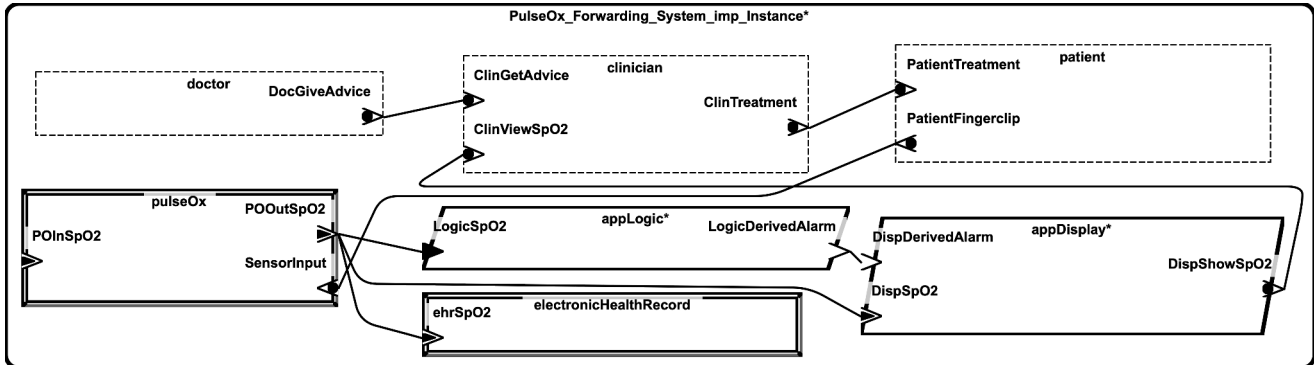 PulseOx_Forwarding_System_imp_Instance*
doctor
DocGiveAdvice
clinician
ClinGetAdvice
ClinTreatment
ClinViewSpO2
patient
PatientTreatment
PatientFingerclip
pulseOx
POOutSpO2
POInSpO2
SensorInput
appLogic*
LogicSpO2
LogicDerivedAlarm
appDisplay*
DispDerivedAlarm
DispShowSpO2
DispSpO2
electronicHealthRecord
ehrSpO2